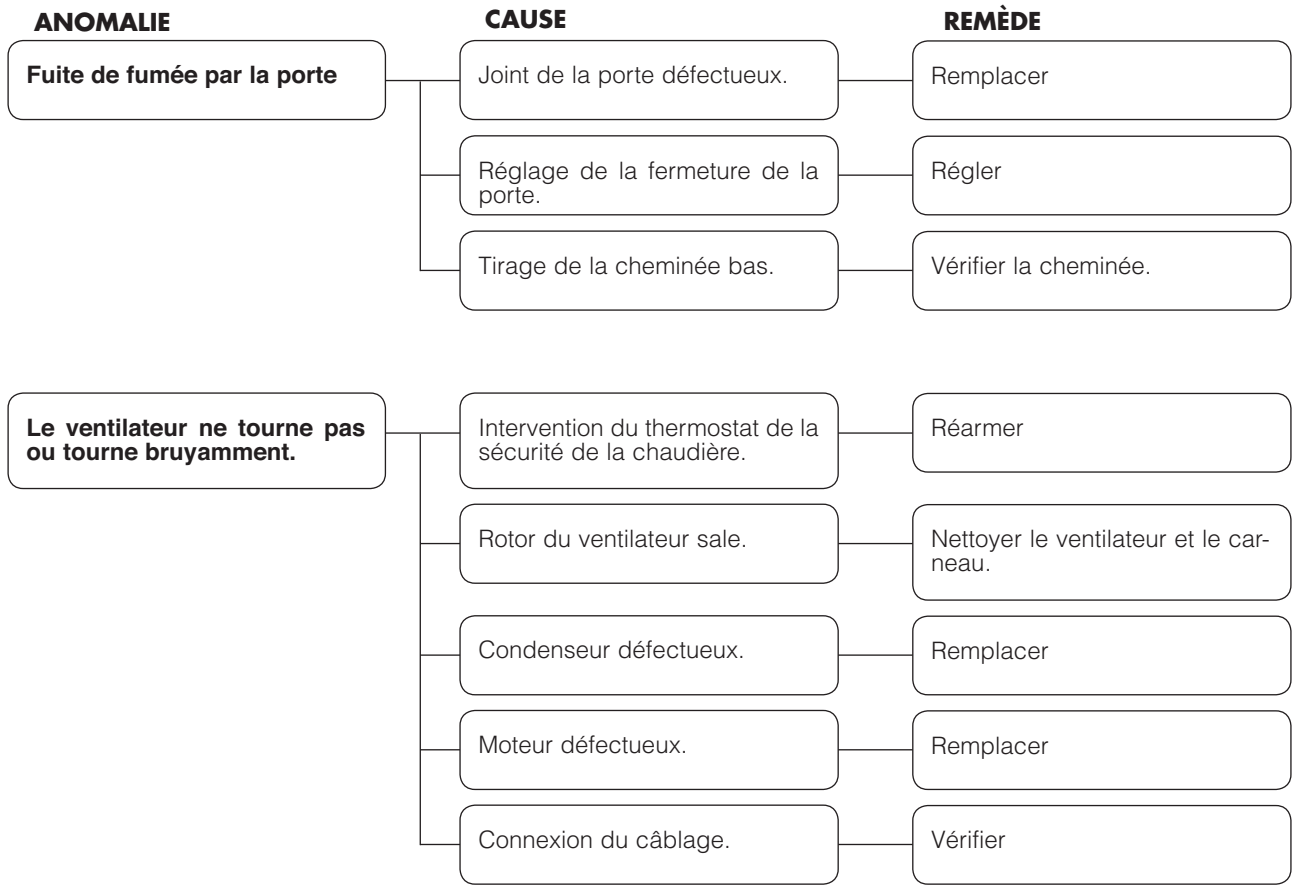 ANOMALIE
CAUSE
REMÈDE
Fuite de fumée par la porte
Joint de la porte défectueux.
Remplacer
Réglage de la fermeture de la
porte.
Régler
Tirage de la cheminée bas.
Vérifier la cheminée.
Le ventilateur ne tourne pas
ou tourne bruyamment.
Intervention du thermostat de la
sécurité de la chaudière.
Réarmer
Rotor du ventilateur sale.
Nettoyer le ventilateur et le car-
neau.
Condenseur défectueux.
Remplacer
Moteur défectueux.
Remplacer
Connexion du câblage.
Vérifier